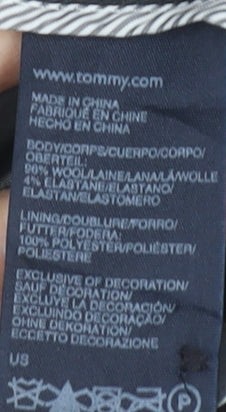 www.tommy.com
MADE IN CHINA
FABRIQUÉ EN CHINE
HECHO EN CHINA
BODY/CORPS/CUERPO/CORPO/
OBERTEIL:
96% WOOL/LAINE/LANA/LÃ/WOLLE
4% ELASTANE/ELASTANO/
ELASTAN/ELASTOMERO
LINING/DOUBLURE/FORRO/
FUTTER/FODERA:
100% POLYESTER/POLIÉSTER/
POLIESTERE
EXCLUSIVE OF DECORATION/
SAUF DÉCORATION/
EXCLUYE LA DECORACIÓN/
EXCLUINDO DECORAÇÃO/
OHNE DEKORATION/
ECCETTO DECORAZIONE
US
P